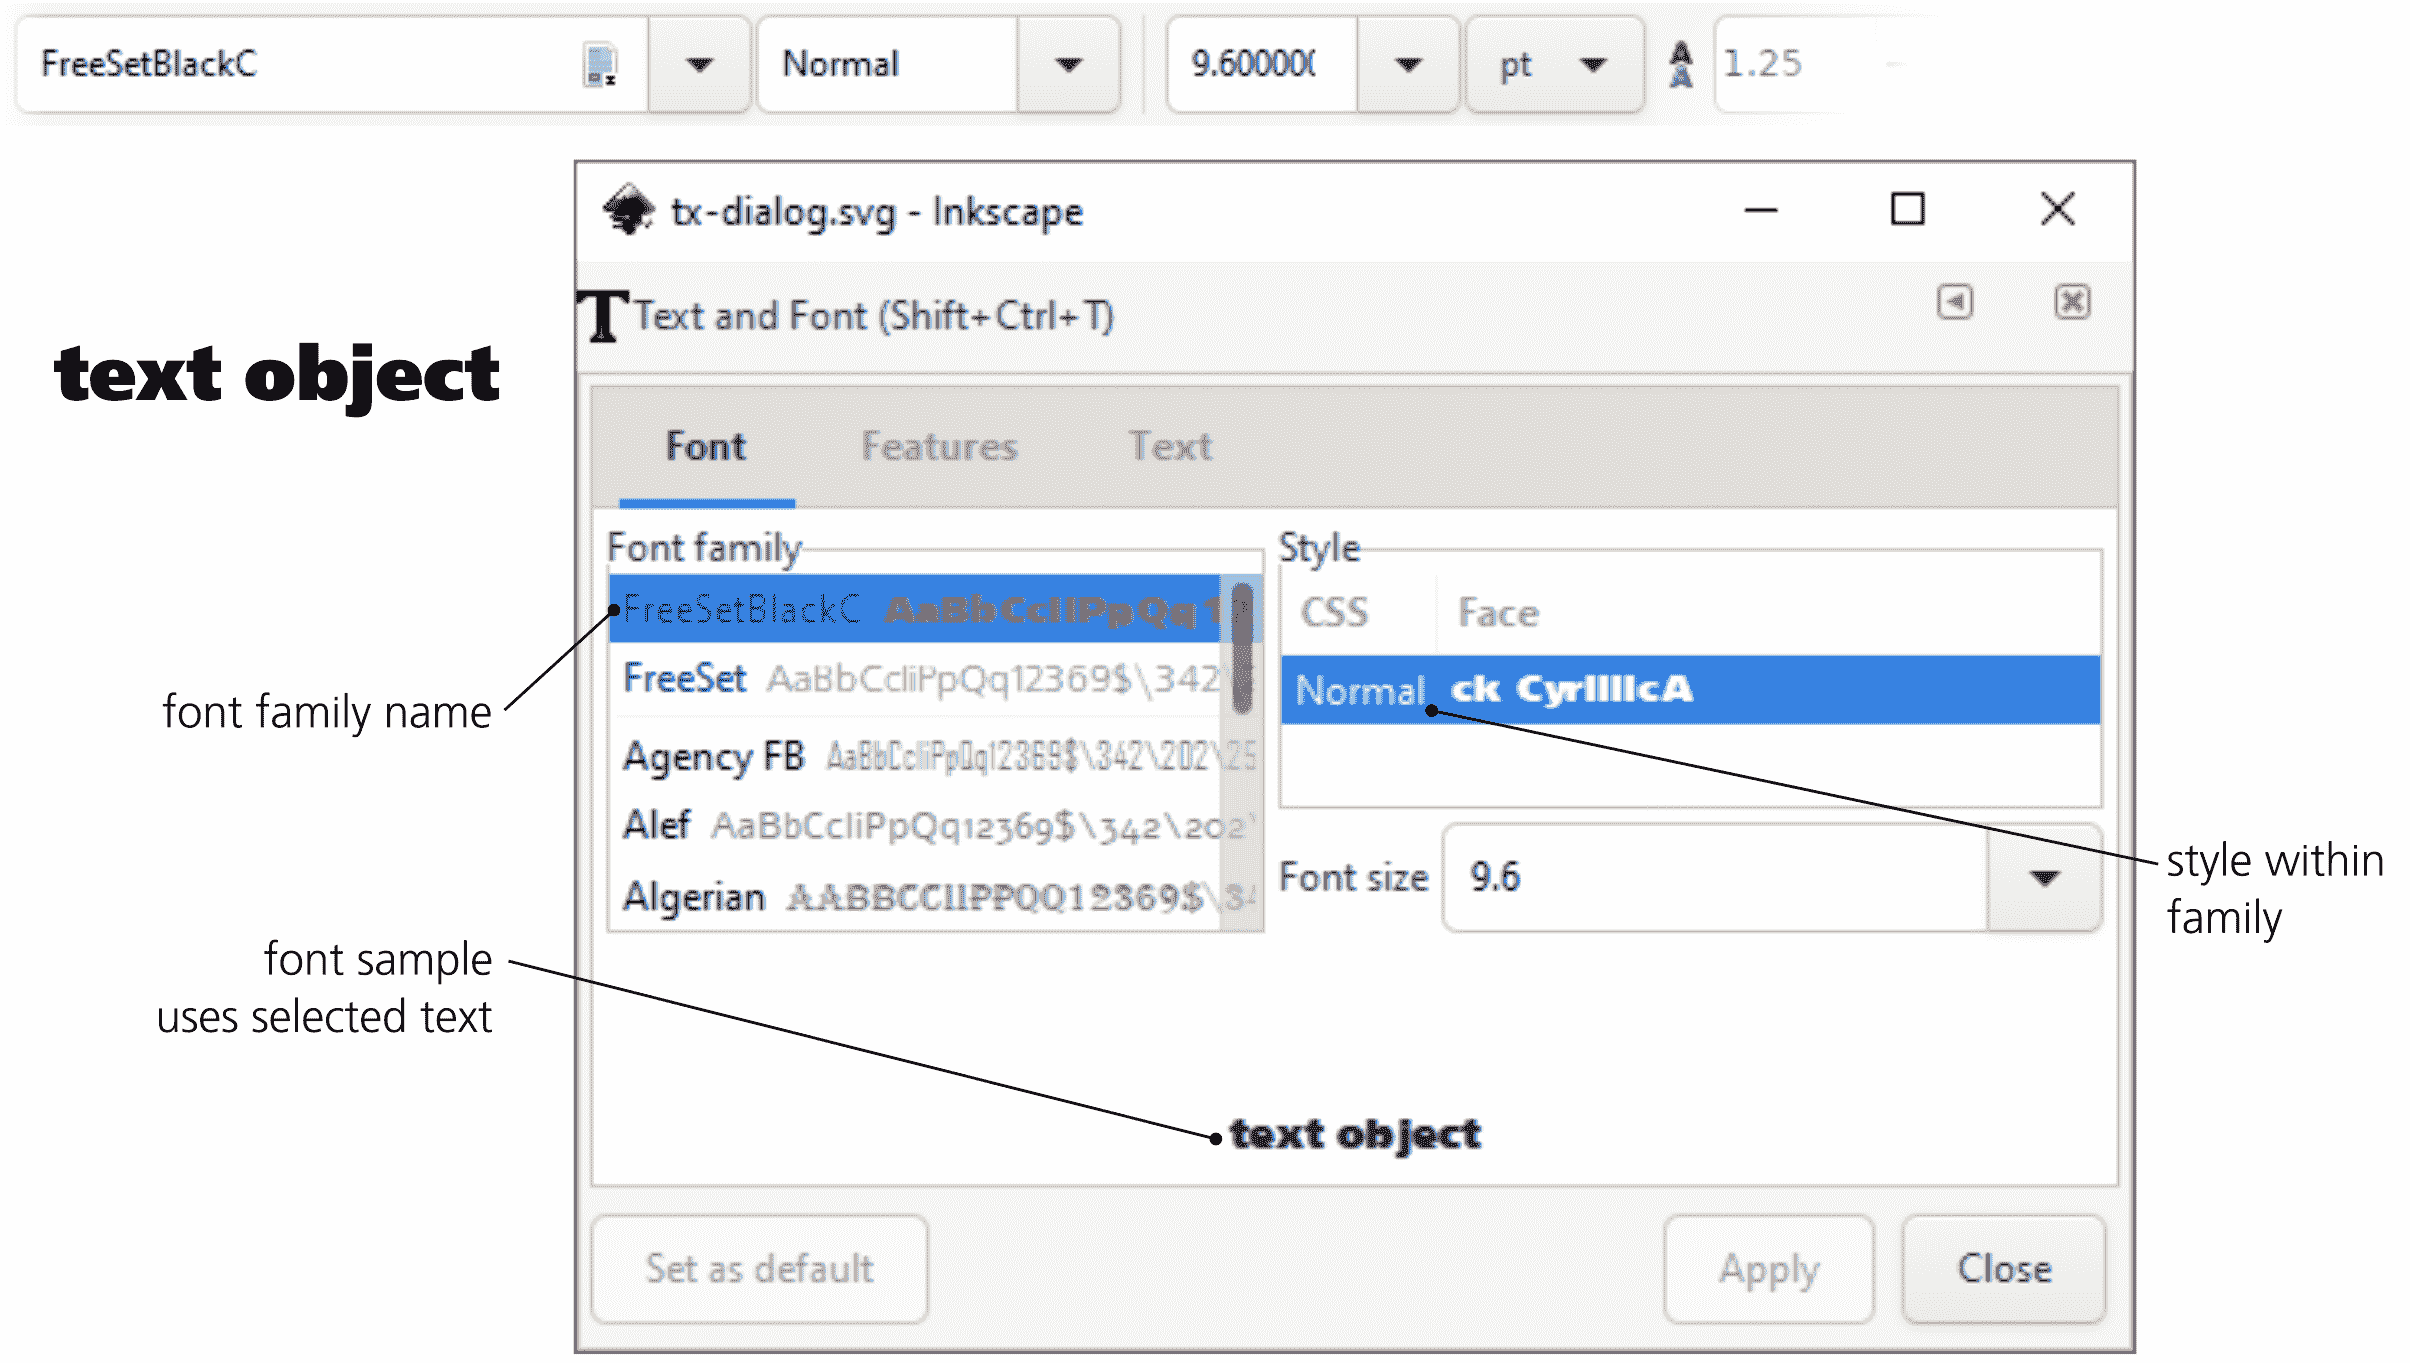 FreeSetBlackC Normal 9.600000 pt 1.25
tx-dialog.svg - Inkscape
Text and Font (Shift+Ctrl+T)
text object
Font Features Text
Font family Style
FreeSetBlackC AaBbCcIiPpQq1
CSS Face
FreeSet AaBbCcIiPpQq12369$\342\
Normal ck CyrIIIIcA
font family name
Agency FB AaBbCcIiPpQq12369$\342\202\25
Alef AaBbCcIiPpQq12369$\342\202\
style within
family
Font size 9.6
Algerian AABBCCIIPPQQ12369$\34
font sample
uses selected text
text object
Set as default Apply Close